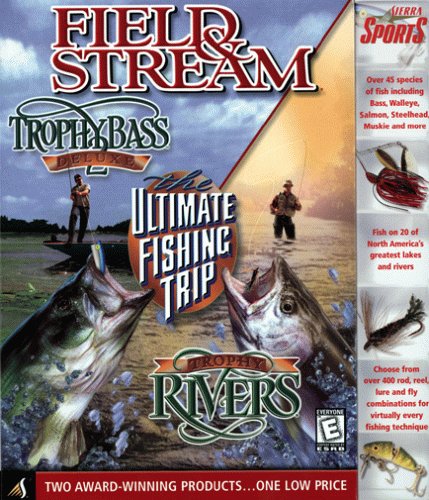 FIELD &
STREAM
SIERRA
SPORTS
TROPHY BASS
2
DELUXE
Over 45 species
of fish including
Bass, Walleye,
Salmon, Steelhead,
Muskie and more
The
ULTIMATE
FISHING
TRIP
Fish on 20 of
North America's
greatest lakes
and rivers
TROPHY
RIVERS
Choose from
over 400 rod, reel,
lure and fly
combinations for
virtually every
fishing technique
EVERYONE
E
ESRB
TWO AWARD-WINNING PRODUCTS...ONE LOW PRICE